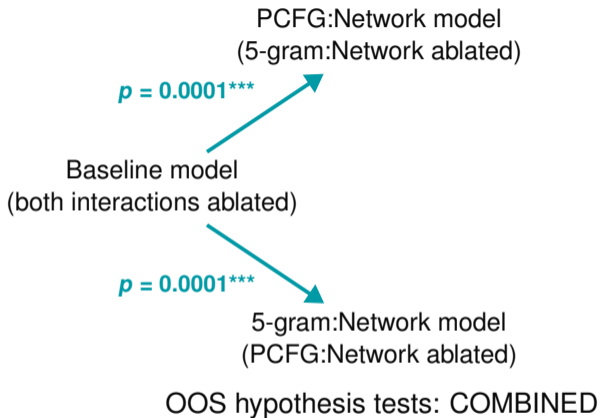 PCFG:Network model
(5-gram:Network ablated)
p = 0.0001***
Baseline model
(both interactions ablated)
p = 0.0001***
5-gram:Network model
(PCFG:Network ablated)
OOS hypothesis tests: COMBINED